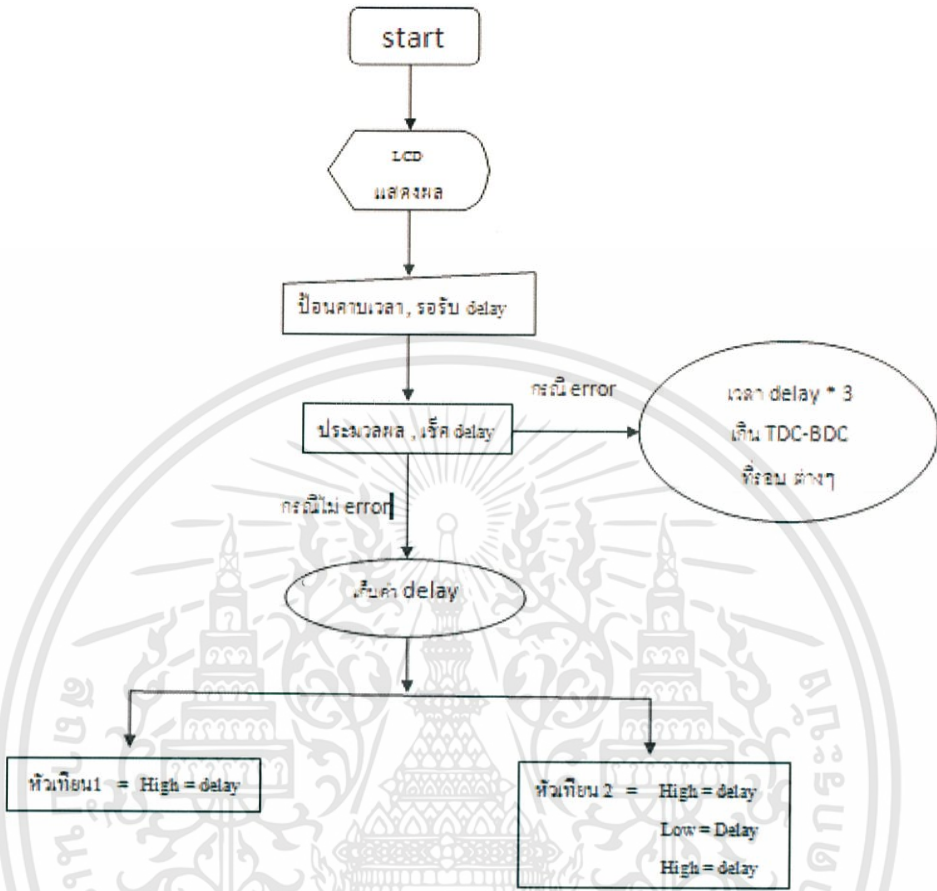 start
LCD
แสดงผล
ป้อนคาบเวลา , รอรับ delay
กรณี error
ประมวลผล , เช็ค delay
เวลา delay * 3
เกิน TDC-BDC
ที่รอบ ต่างๆ
กรณีไม่ error
เก็บค่า delay
หัวเทียน1 = High = delay
หัวเทียน 2 = High = delay
Low = Delay
High = delay